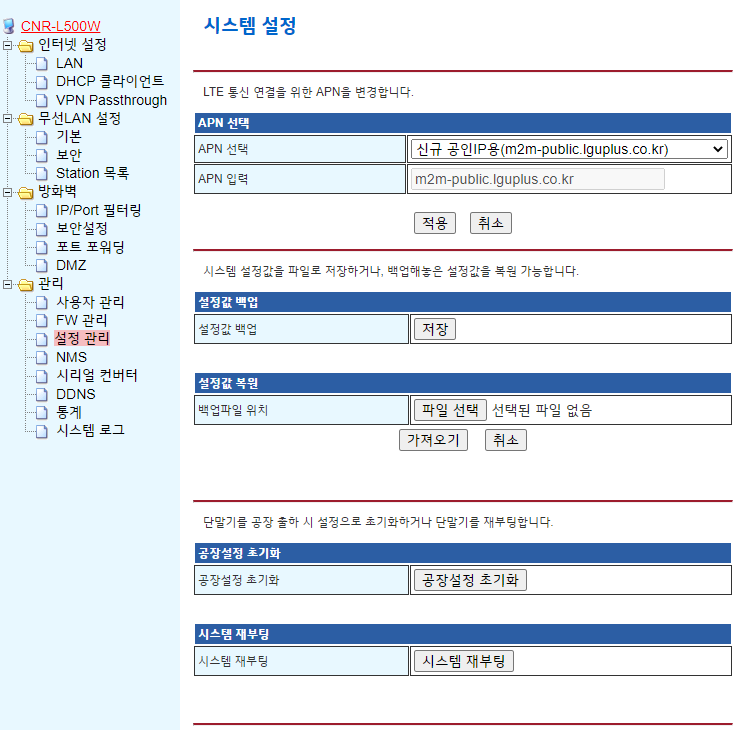 CNR-L500W
인터넷 설정
LAN
DHCP 클라이언트
VPN Passthrough
무선LAN 설정
기본
보안
Station 목록
방화벽
IP/Port 필터링
보안설정
포트 포워딩
DMZ
관리
사용자 관리
FW 관리
설정 관리
NMS
시리얼 컨버터
DDNS
통계
시스템 로그
시스템 설정
LTE 통신 연결을 위한 APN을 변경합니다.
APN 선택
APN 선택 신규 공인IP용(m2m-public.lguplus.co.kr)
APN 입력 m2m-public.lguplus.co.kr
적용 취소
시스템 설정값을 파일로 저장하거나, 백업해놓은 설정값을 복원 가능합니다.
설정값 백업
설정값 백업 저장
설정값 복원
백업파일 위치 파일 선택 선택된 파일 없음
가져오기 취소
단말기를 공장 출하 시 설정으로 초기화하거나 단말기를 재부팅합니다.
공장설정 초기화
공장설정 초기화 공장설정 초기화
시스템 재부팅
시스템 재부팅 시스템 재부팅